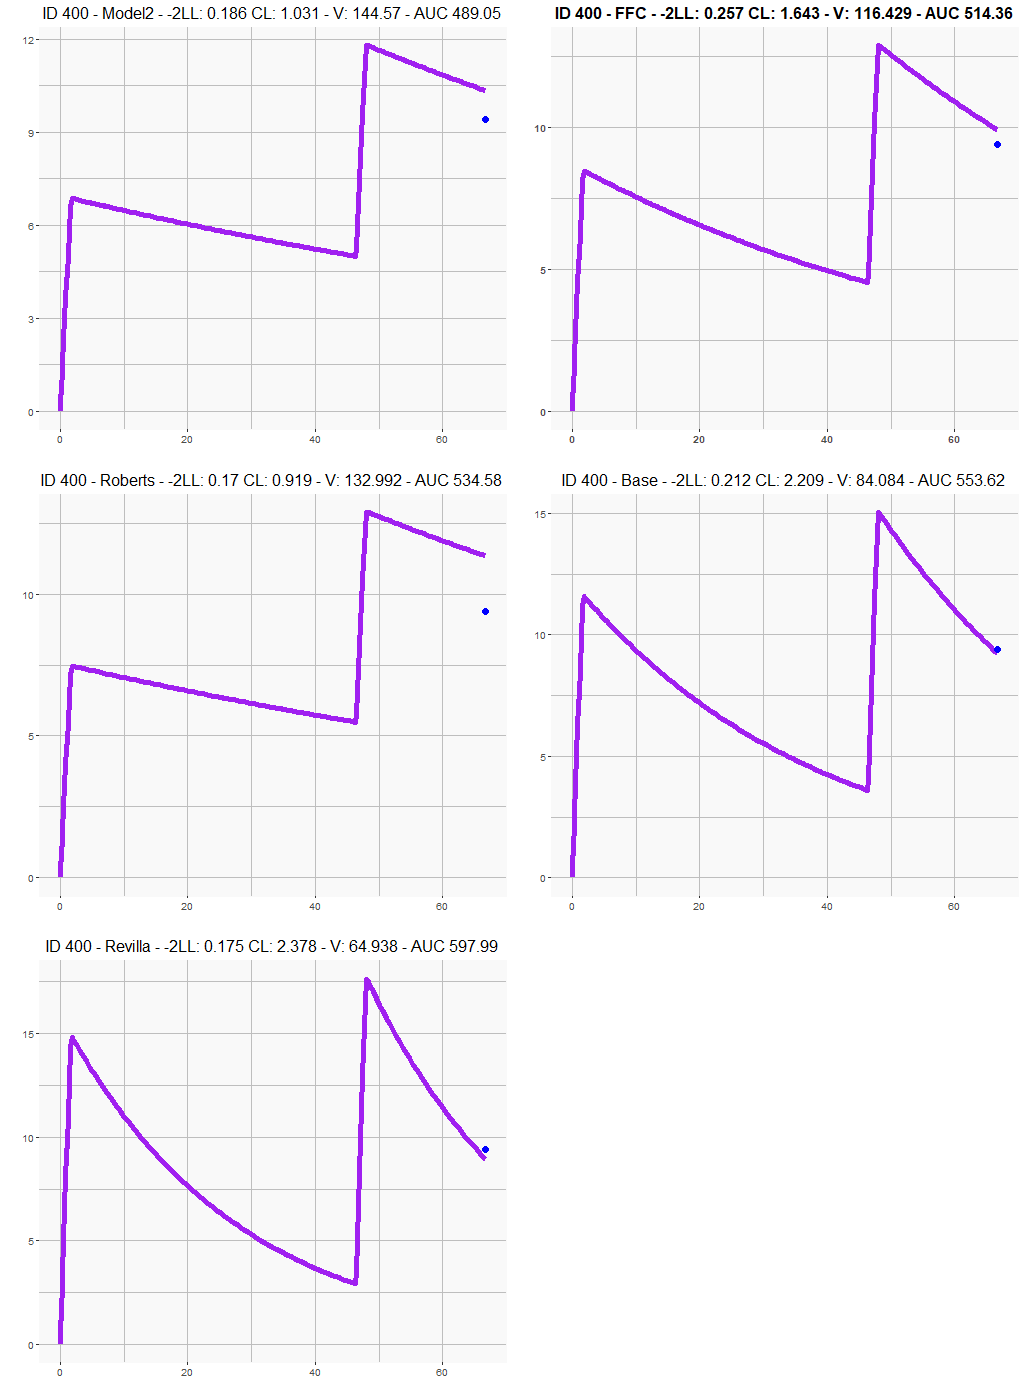 ID 400 - Model2 - -2LL: 0.186 CL: 1.031 - V: 144.57 - AUC 489.05
12
9
6
3
0
0 20 40 60
ID 400 - FFC - -2LL: 0.257 CL: 1.643 - V: 116.429 - AUC 514.36
10
5
0
0 20 40 60
ID 400 - Roberts - -2LL: 0.17 CL: 0.919 - V: 132.992 - AUC 534.58
10
5
0
0 20 40 60
ID 400 - Base - -2LL: 0.212 CL: 2.209 - V: 84.084 - AUC 553.62
15
10
5
0
0 20 40 60
ID 400 - Revilla - -2LL: 0.175 CL: 2.378 - V: 64.938 - AUC 597.99
15
10
5
0
0 20 40 60